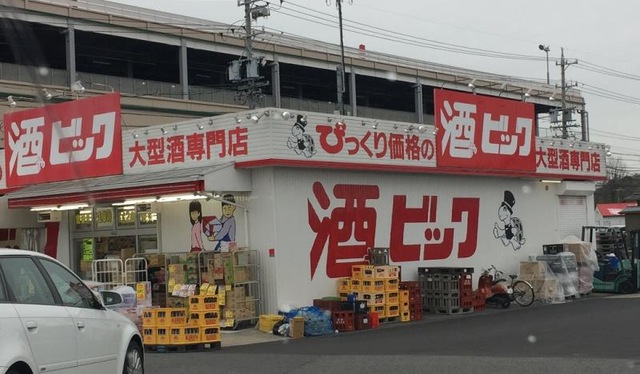 酒ビック
大型酒専門店
びっくり価格の
酒ビック
大型酒専門店
酒ビック